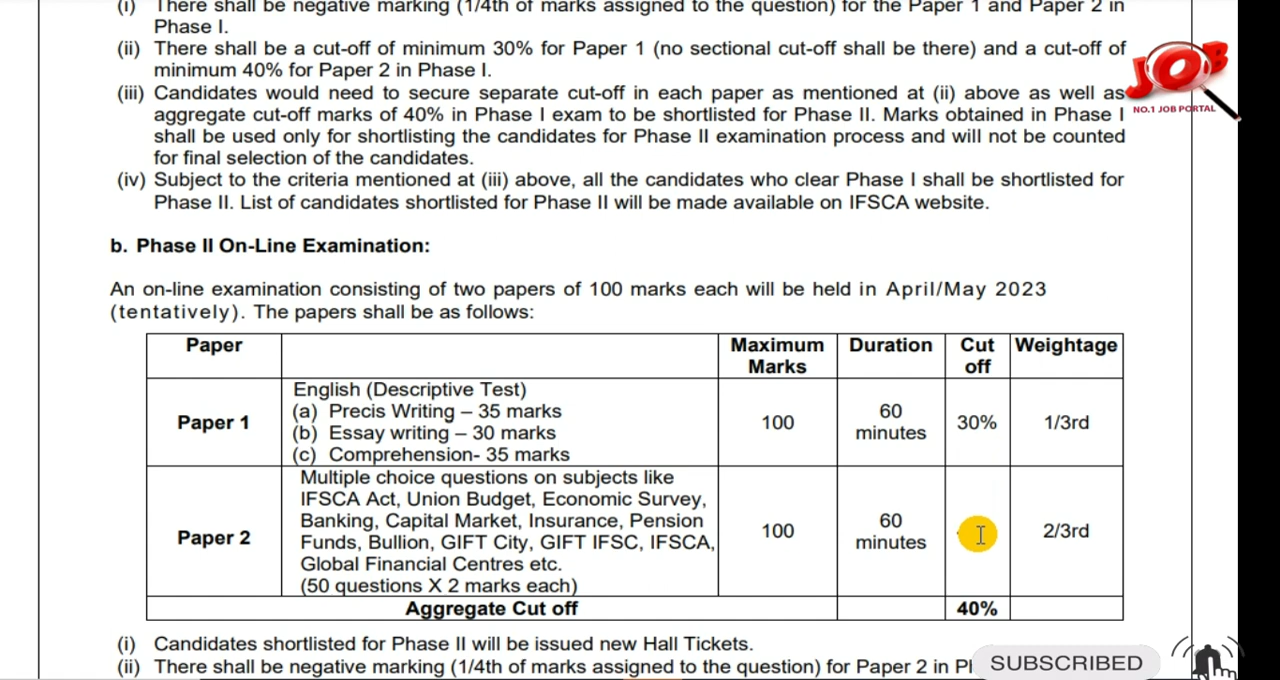 (i) There shall be negative marking (1/4th of marks assigned to the question) for the Paper 1 and Paper 2 in
Phase I.
(ii) There shall be a cut-off of minimum 30% for Paper 1 (no sectional cut-off shall be there) and a cut-off of
minimum 40% for Paper 2 in Phase I.
(iii) Candidates would need to secure separate cut-off in each paper as mentioned at (ii) above as well as
aggregate cut-off marks of 40% in Phase I exam to be shortlisted for Phase II. Marks obtained in Phase I
shall be used only for shortlisting the candidates for Phase II examination process and will not be counted
for final selection of the candidates.
(iv) Subject to the criteria mentioned at (iii) above, all the candidates who clear Phase I shall be shortlisted for
Phase II. List of candidates shortlisted for Phase II will be made available on IFSCA website.
JOB
NO.1 JOB PORTAL
b. Phase II On-Line Examination:
An on-line examination consisting of two papers of 100 marks each will be held in April/May 2023
(tentatively). The papers shall be as follows:
Paper Maximum Marks Duration Cut off Weightage
Paper 1
English (Descriptive Test)
(a) Precis Writing – 35 marks
(b) Essay writing – 30 marks
(c) Comprehension- 35 marks
100
60
minutes
30%
1/3rd
Paper 2
Multiple choice questions on subjects like
IFSCA Act, Union Budget, Economic Survey,
Banking, Capital Market, Insurance, Pension
Funds, Bullion, GIFT City, GIFT IFSC, IFSCA,
Global Financial Centres etc.
(50 questions X 2 marks each)
100
60
minutes
2/3rd
Aggregate Cut off 40%
(i) Candidates shortlisted for Phase II will be issued new Hall Tickets.
(ii) There shall be negative marking (1/4th of marks assigned to the question) for Paper 2 in
SUBSCRIBED